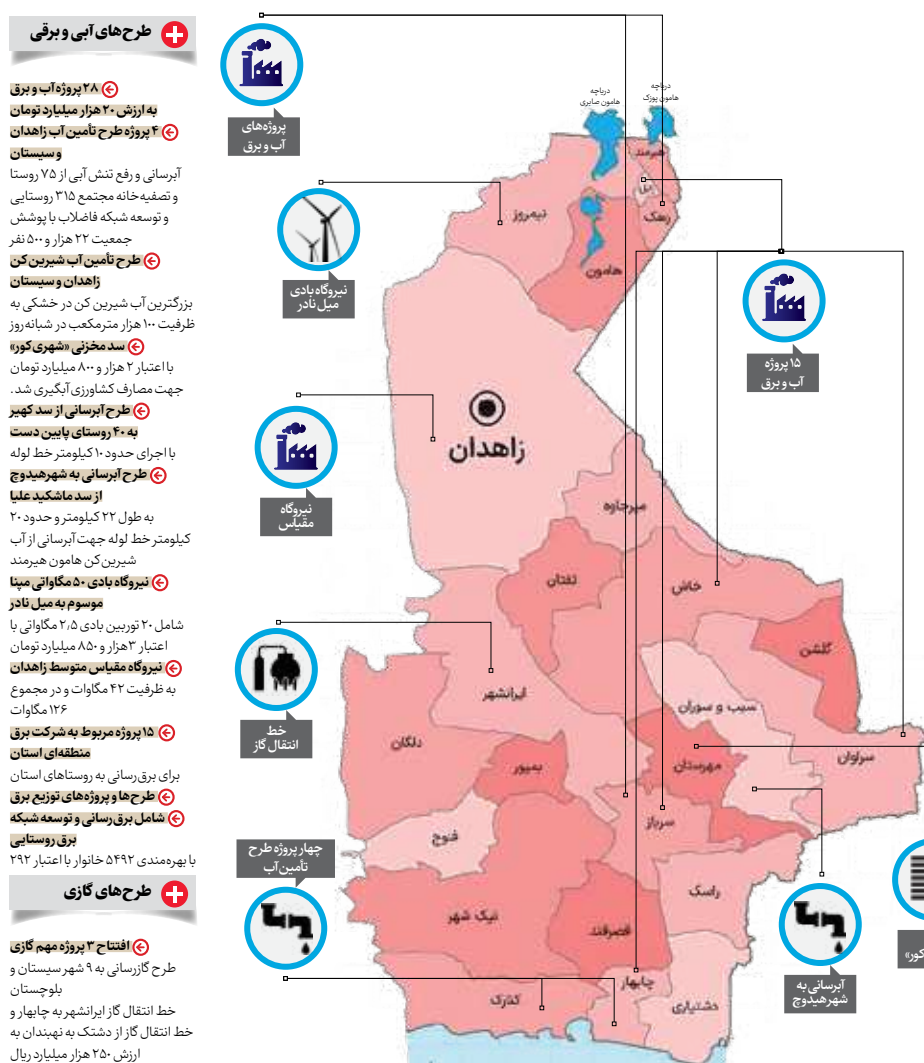 طرح‌های آبی و برقی
۲۸ پروژه آب و برق
به ارزش ۲۰ هزار میلیارد تومان
۴ پروژه طرح تأمین آب زاهدان
و سیستان
آبرسانی و رفع تنش آبی از ۷۵ روستا
و تصفیه‌خانه مجتمع ۳۱۵ روستایی
و توسعه شبکه فاضلاب با پوشش
جمعیت ۲۲ هزار و ۵۰۰ نفر
طرح تأمین آب شیرین کن
زاهدان و سیستان
بزرگترین آب شیرین کن در خشکی به
ظرفیت ۱۰۰ هزار مترمکعب در شبانه‌روز
سد مخزنی «شهری کور»
با اعتبار ۲ هزار و ۸۰۰ میلیارد تومان
جهت مصارف کشاورزی آبگیری شد.
طرح آبرسانی از سد کهیر
به ۴۰ روستای پایین دست
با اجرای حدود ۱۰ کیلومتر خط لوله
طرح آبرسانی به شهر هیدوچ
از سد ماشکید علیا
به طول ۲۲ کیلومتر و حدود ۲۰
کیلومتر خط لوله جهت آبرسانی از آب
شیرین کن هامون هیرمند
نیروگاه بادی ۵۰ مگاواتی مپنا
موسوم به میل نادر
شامل ۲۰ توربین بادی ۲٫۵ مگاواتی با
اعتبار ۳ هزار و ۸۵۰ میلیارد تومان
نیروگاه مقیاس متوسط زاهدان
به ظرفیت ۴۲ مگاوات و در مجموع
۱۲۶ مگاوات
۱۵ پروژه مربوط به شرکت برق
منطقه‌ای استان
برای برق‌رسانی به روستاهای استان
طرح‌ها و پروژه‌های توزیع برق
شامل برق رسانی و توسعه شبکه
برق روستایی
با بهره‌مندی ۵۴۹۲ خانوار با اعتبار ۲۹۲
طرح‌های گازی
افتتاح ۳ پروژه مهم گازی
طرح گازرسانی به ۹ شهر سیستان و
بلوچستان
خط انتقال گاز ایرانشهر به چابهار و
خط انتقال گاز از دشتک به نهبندان به
ارزش ۲۵۰ هزار میلیارد ریال
پروژه‌های
آب و برق
نیروگاه بادی
میل نادر
نیروگاه
مقیاس
خط
انتقال گاز
چهار پروژه طرح
تأمین آب
۱۵ پروژه
آب و برق
آبرسانی به
شهر هیدوچ
کور»
دریاچه
هامون صابری
دریاچه
هامون پوزک
هیرمند
زهک
نیمروز
هامون
زاهدان
میرجاوه
تفتان
خاش
گلشن
ایرانشهر
سیب و سوران
سراوان
دلگان
بمپور
مهرستان
سرباز
فنوج
راسک
نیک شهر
قصرقند
چابهار
دشتیاری
کنارک